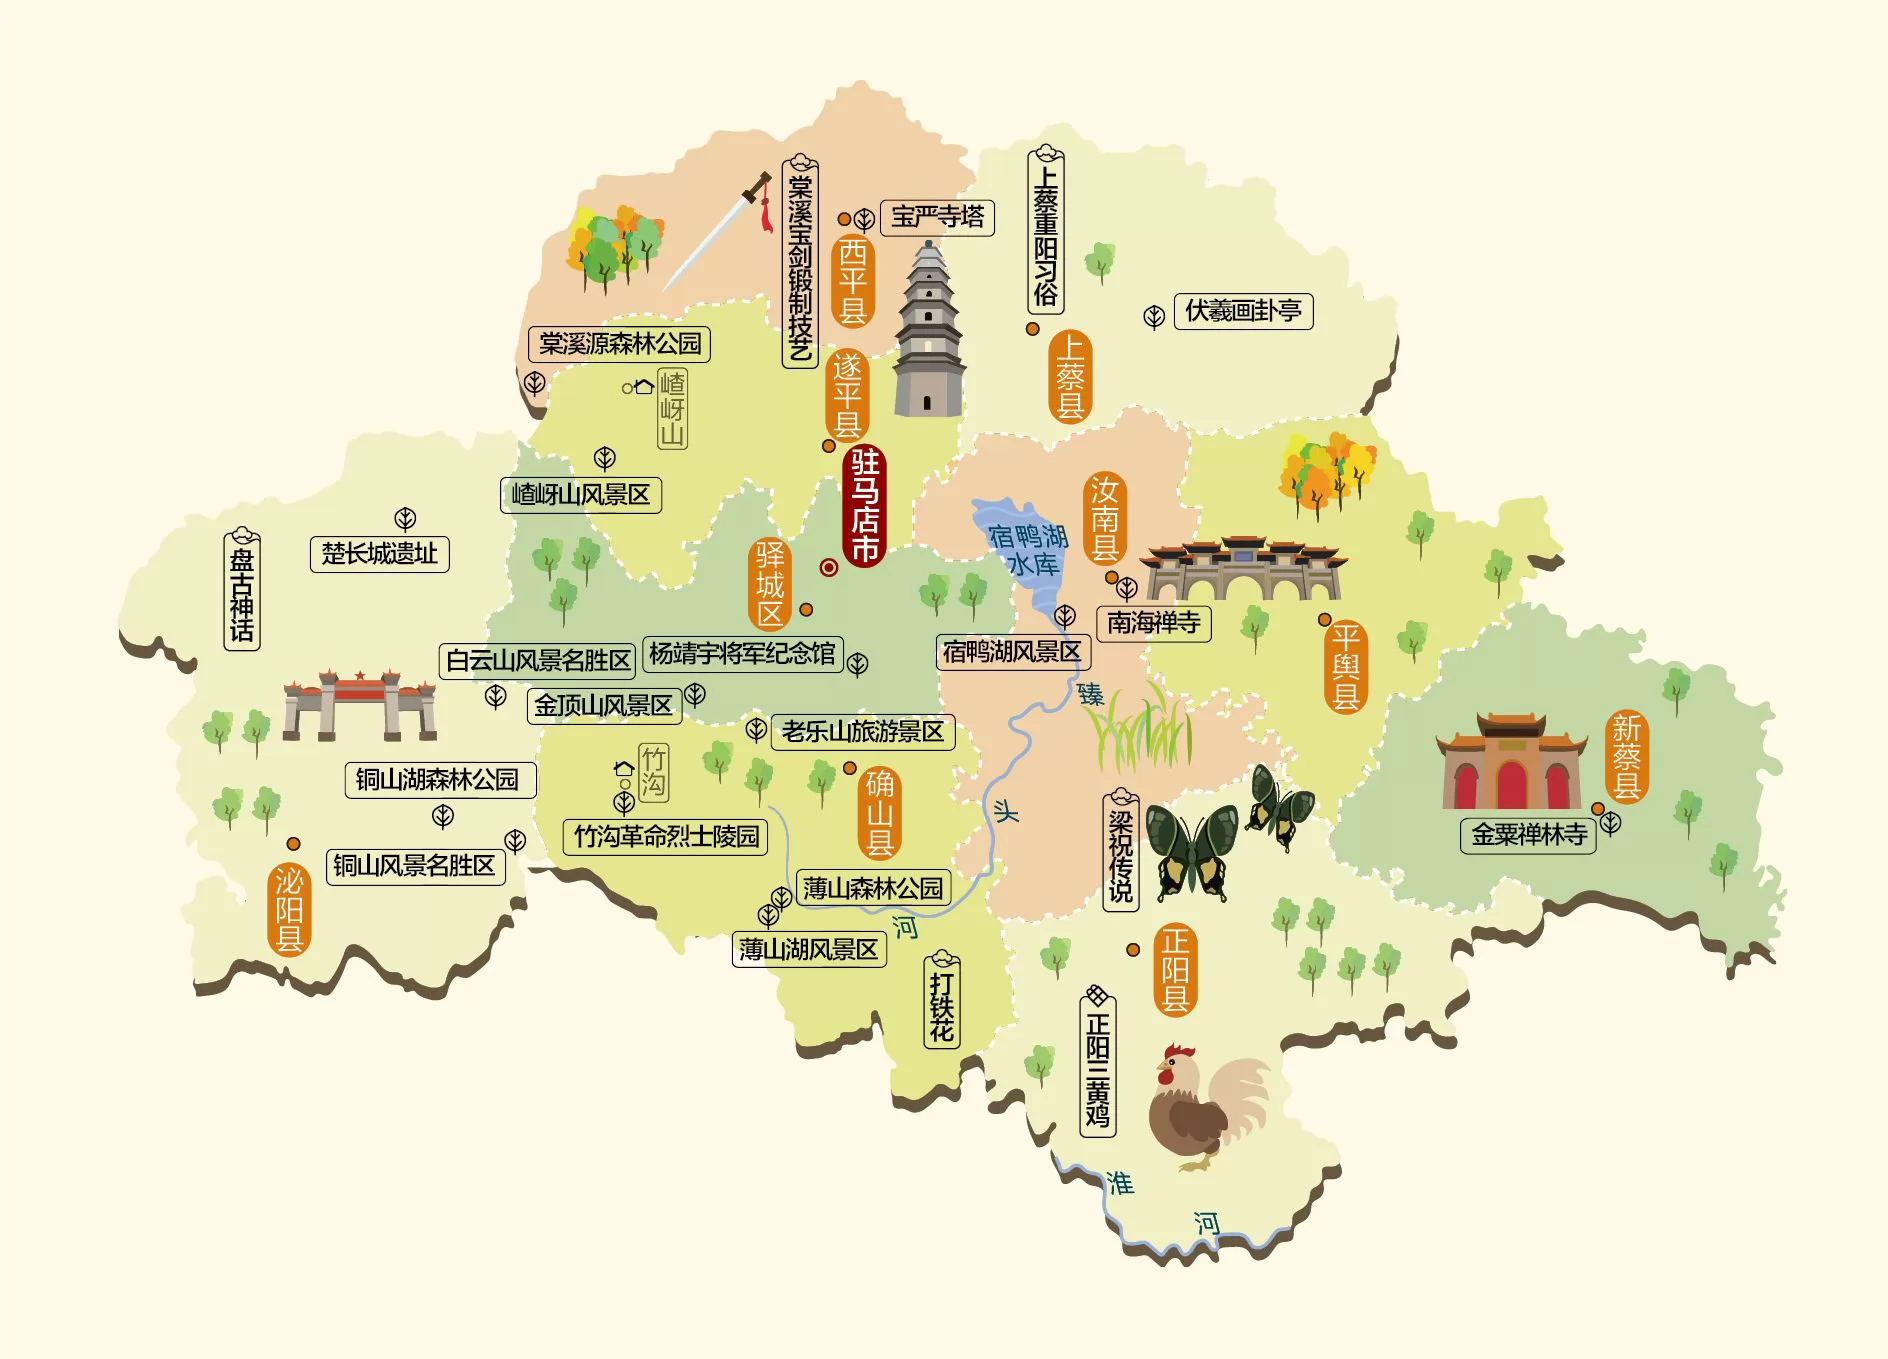 棠溪宝剑锻制技艺
上蔡重阳习俗
宝严寺塔
西平县
伏羲画卦亭
棠溪源森林公园
嵖岈山
遂平县
上蔡县
嵖岈山风景区
驻马店市
汝南县
宿鸭湖
水库
楚长城遗址
盘古神话
驿城区
南海禅寺
平舆县
白云山风景名胜区
杨靖宇将军纪念馆
宿鸭湖风景区
金顶山风景区
臻
老乐山旅游景区
新蔡县
竹沟
铜山湖森林公园
确山县
头
梁祝传说
竹沟革命烈士陵园
金粟禅林寺
铜山风景名胜区
泌阳县
薄山森林公园
河
薄山湖风景区
正阳县
打铁花
正阳三黄鸡
淮
河